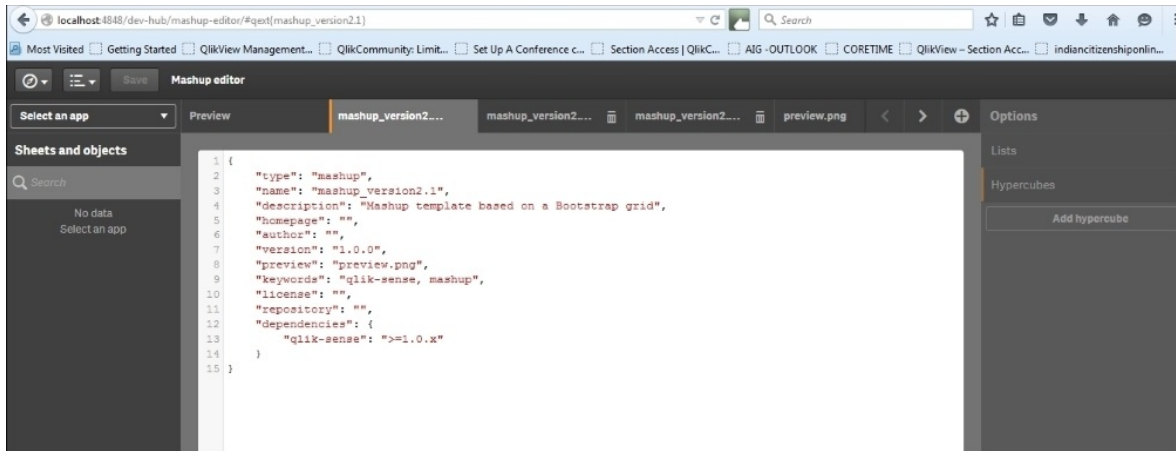 localhost:4848/dev-hub/mashup-editor/#qext{mashup_version2.1}
Search
Most Visited
Getting Started
QlikView Management...
QlikCommunity: Limit...
Set Up A Conference c...
Section Access | QlikC...
AIG -OUTLOOK
CORETIME
QlikView – Section Acc...
indiancitizenshiponlin...
Save
Mashup editor
Select an app
Preview
mashup_version2....
mashup_version2....
mashup_version2....
preview.png
Options
Sheets and objects
Search
No data
Select an app
Lists
Hypercubes
Add hypercube
1 {
2 "type": "mashup",
3 "name": "mashup_version2.1",
4 "description": "Mashup template based on a Bootstrap grid",
5 "homepage": "",
6 "author": "",
7 "version": "1.0.0",
8 "preview": "preview.png",
9 "keywords": "qlik-sense, mashup",
10 "license": "",
11 "repository": "",
12 "dependencies": {
13 "qlik-sense": ">=1.0.x"
14 }
15 }